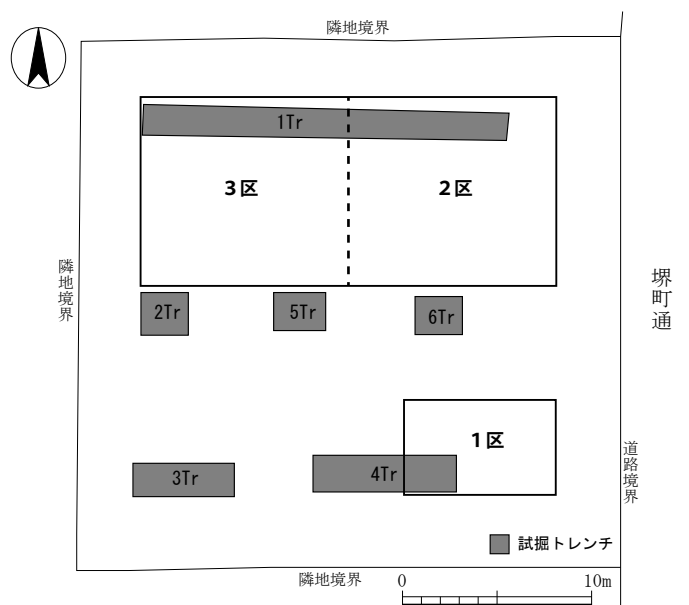 隣地境界
1Tr
3区
2区
隣地境界
堺町通
2Tr
5Tr
6Tr
1区
3Tr
4Tr
道路境界
試掘トレンチ
隣地境界
0
10m